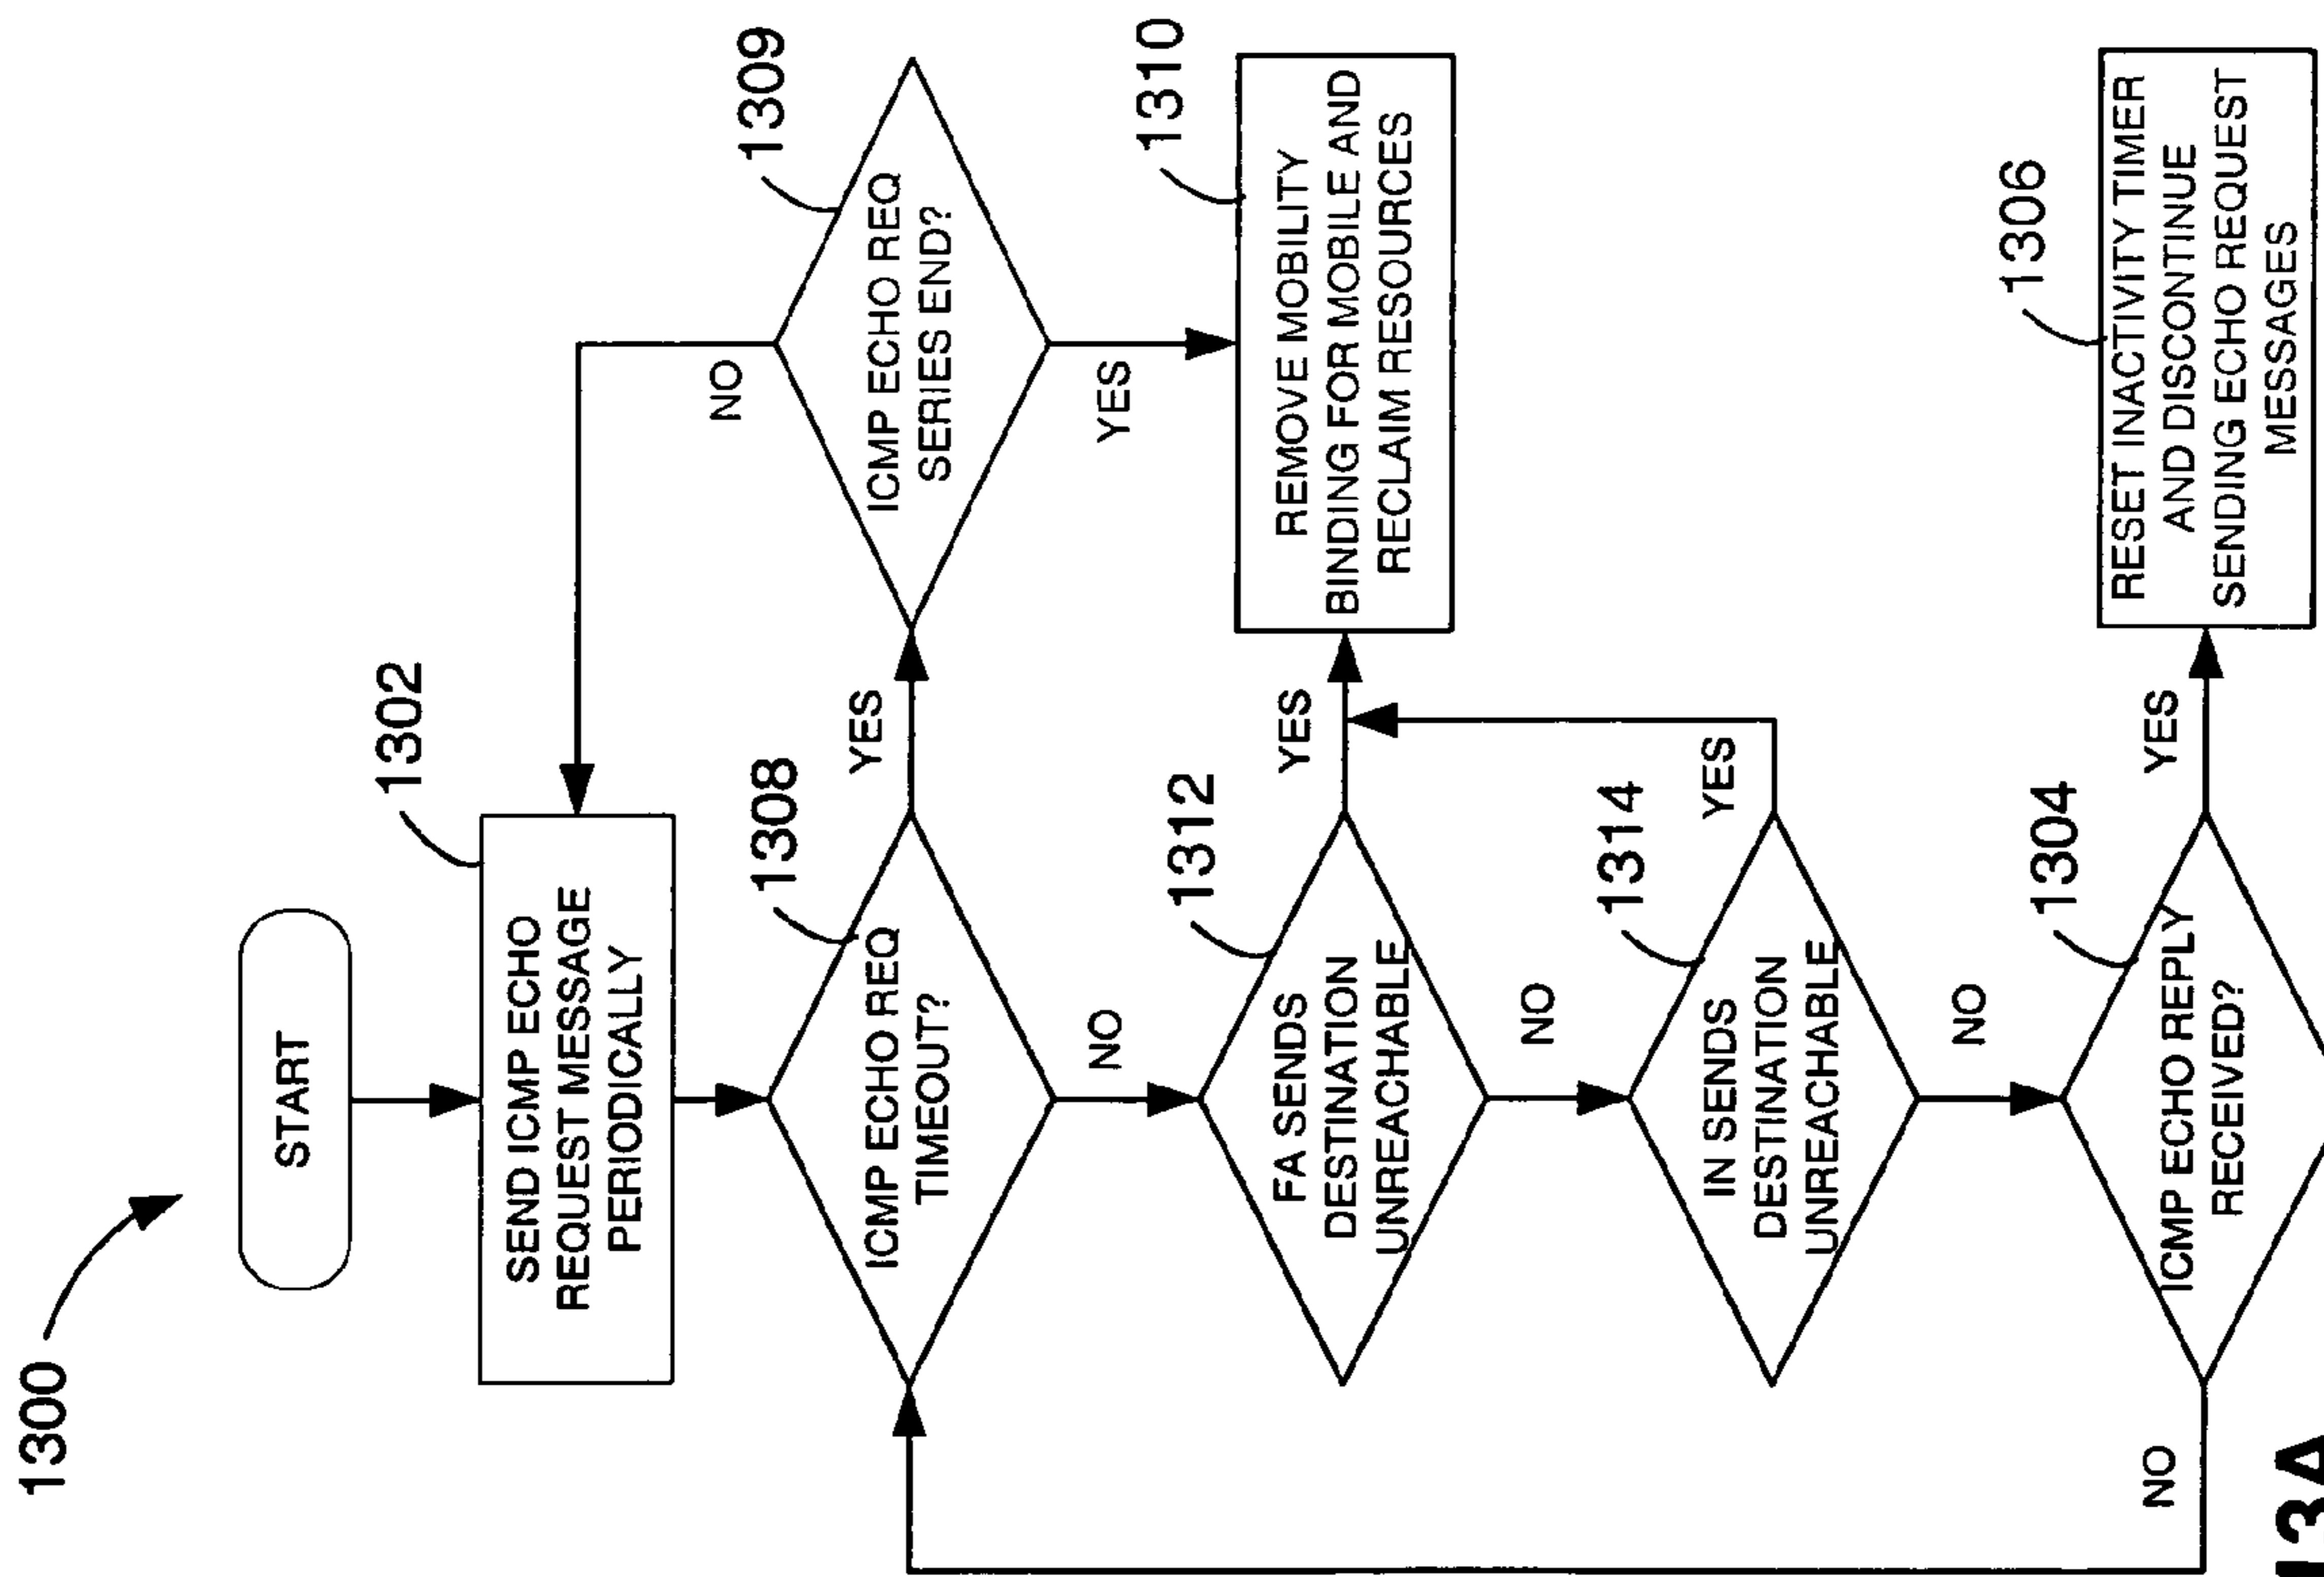 1300
START
1302
SEND ICMP ECHO
REQUEST MESSAGE
PERIODICALLY
1308
ICMP ECHO REQ
TIMEOUT?
YES
NO
1309
ICMP ECHO REQ
SERIES END?
NO
YES
1312
FA SENDS
DESTINATION
UNREACHABLE
YES
NO
1310
REMOVE MOBILITY
BINDING FOR MOBILE AND
RECLAIM RESOURCES
1314
IN SENDS
DESTINATION
UNREACHABLE
YES
NO
1304
ICMP ECHO REPLY
RECEIVED?
YES
NO
1306
RESET INACTIVITY TIMER
AND DISCONTINUE
SENDING ECHO REQUEST
MESSAGES